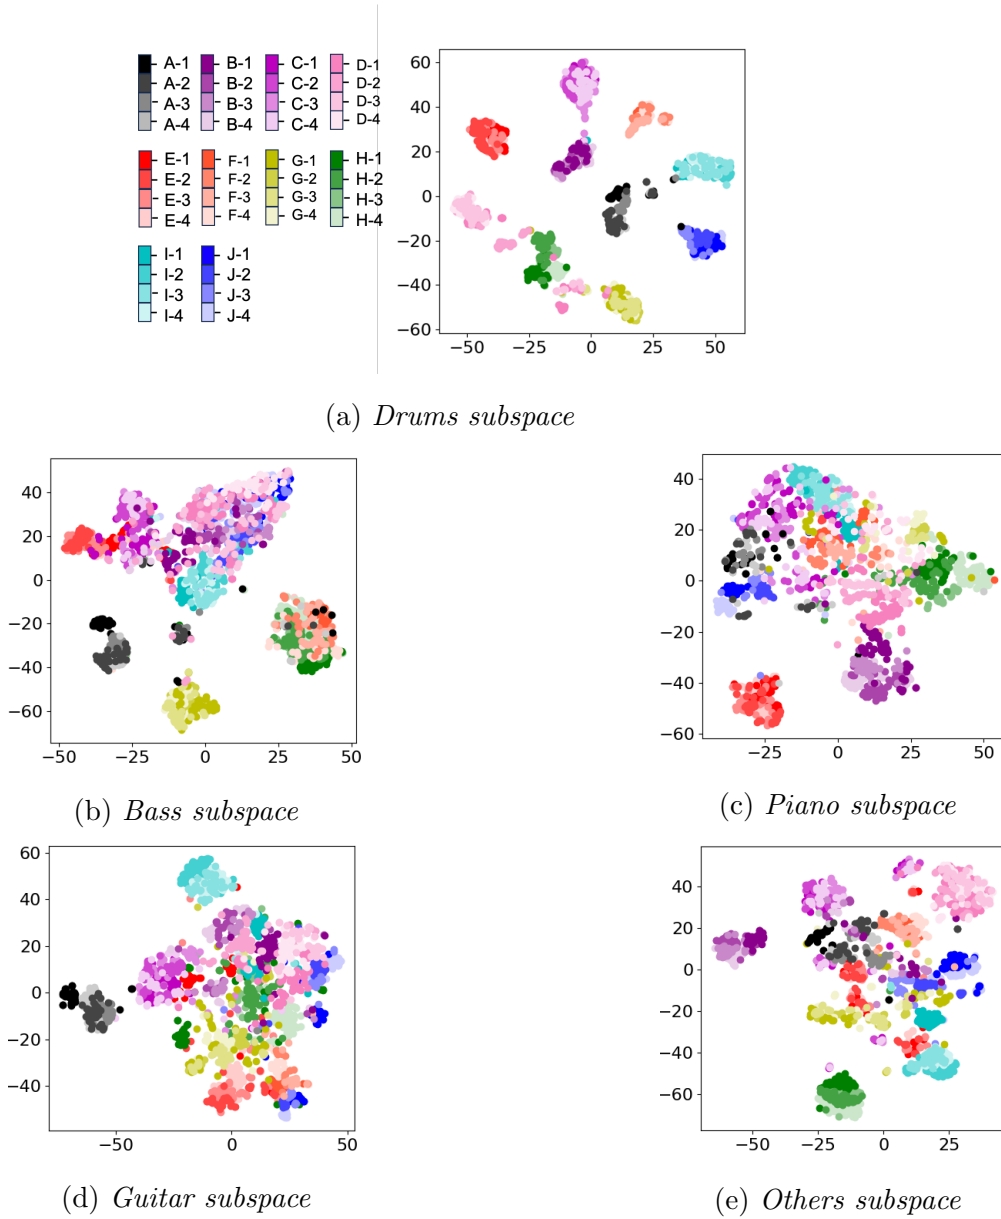 A-1 B-1 C-1 D-1
A-2 B-2 C-2 D-2
A-3 B-3 C-3 D-3
A-4 B-4 C-4 D-4
E-1 F-1 G-1 H-1
E-2 F-2 G-2 H-2
E-3 F-3 G-3 H-3
E-4 F-4 G-4 H-4
I-1 J-1
I-2 J-2
I-3 J-3
I-4 J-4
60
40
20
0
−20
−40
−60
−50 −25 0 25 50
(a) Drums subspace
40
20
0
−20
−40
−60
−50 −25 0 25 50
(b) Bass subspace
40
20
0
−20
−40
−60
−25 0 25 50
(c) Piano subspace
60
40
20
0
−20
−40
−50 0 50
(d) Guitar subspace
40
20
0
−20
−40
−60
−50 −25 0 25
(e) Others subspace